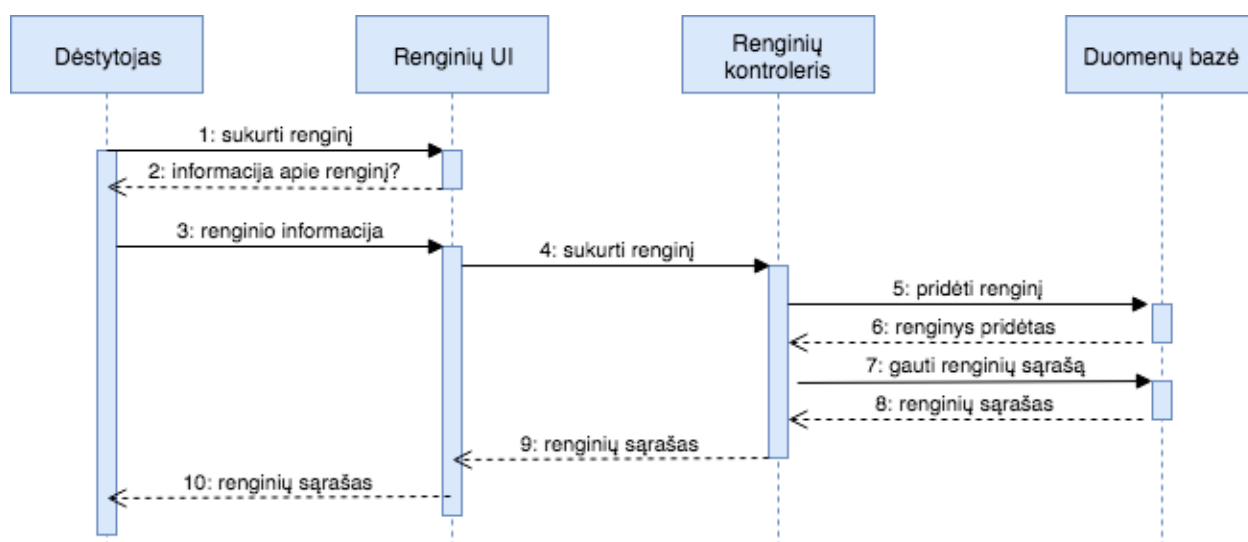 Dėstytojas
Renginių UI
Renginių
kontroleris
Duomenų bazė
1: sukurti renginį
2: informacija apie renginį?
3: renginio informacija
4: sukurti renginį
5: pridėti renginį
6: renginys pridėtas
7: gauti renginių sąrašą
8: renginių sąrašas
9: renginių sąrašas
10: renginių sąrašas